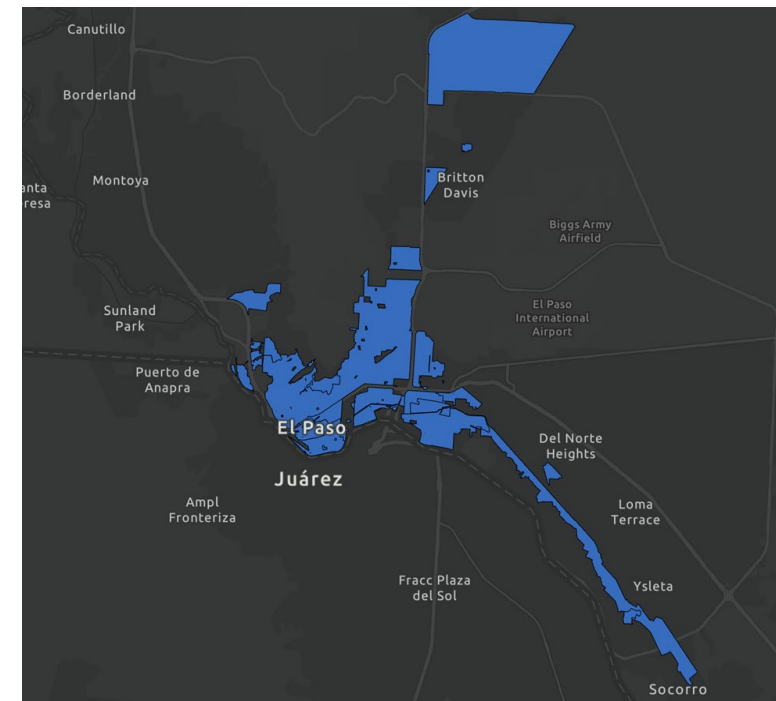 Canutillo
Borderland
Montoya
anta
resa
Britton
Davis
Biggs Army
Airfield
Sunland
Park
El Paso
International
Airport
Puerto de
Anapra
El Paso
Juárez
Del Norte
Heights
Ampl
Fronteriza
Loma
Terrace
Fracc Plaza
del Sol
Ysleta
Socorro